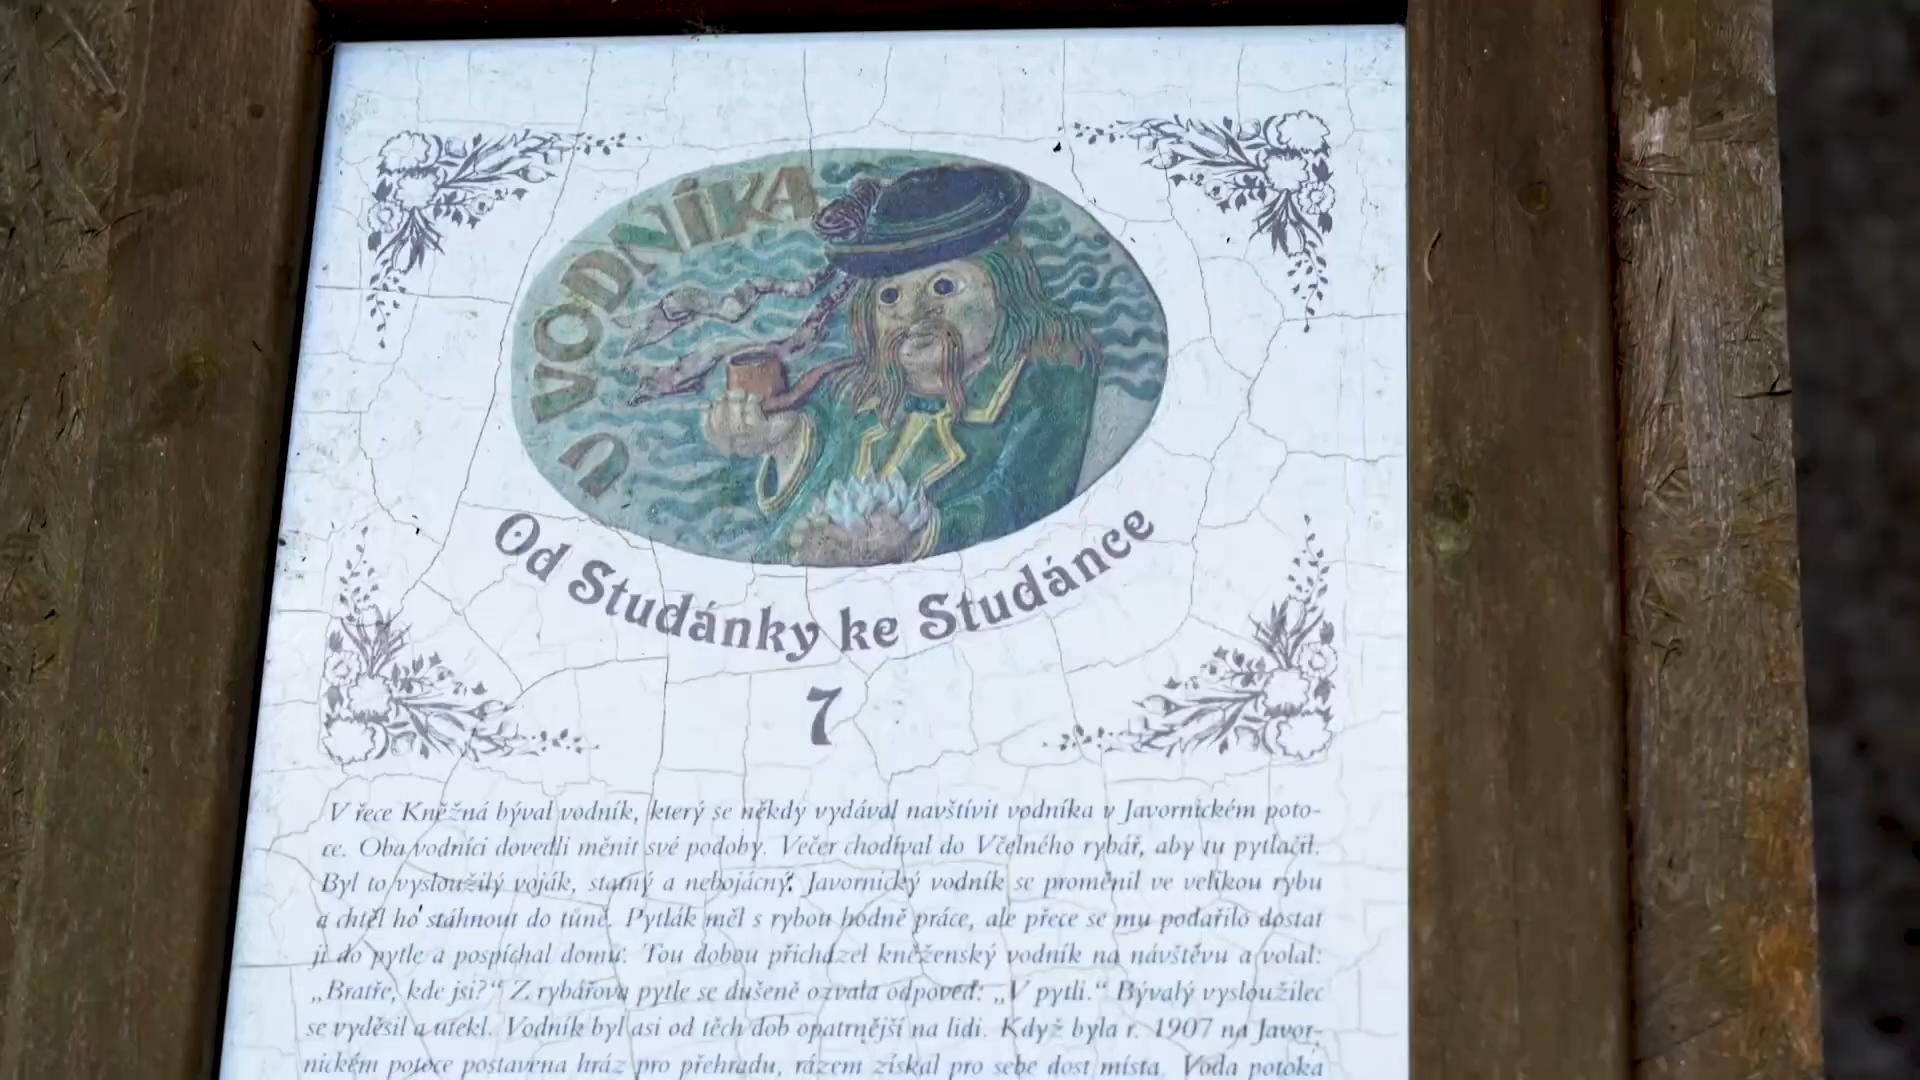 U VODNÍKA
Od Studánky ke Studánce
7
V řece Kněžná býval vodník, který se někdy vydával navštívit vodníka v Javornickém poto-
ce. Oba vodníci dovedli měnit své podoby. Večer chodíval do Včelného rybář, aby tu pytlačil.
Byl to vysloužilý voják, statný a nebojácný. Javornický vodník se proměnil ve velikou rybu
a chtěl ho stáhnout do tůně. Pytlák měl s rybou hodně práce, ale přece se mu podařilo dostat
ji do pytle a pospíchal domů. Tou dobou přicházel kněženský vodník na návštěvu a volal:
„Bratře, kde jsi?“ Z rybářova pytle se dušeně ozvala odpověď: „V pytli.“ Bývalý vysloužilec
se vyděsil a utekl. Vodník byl asi od těch dob opatrnější na lidi. Když byla r. 1907 na Javor-
nickém potoce postavena hráz pro přehradu, rázem získal pro sebe dost místa. Voda potoka